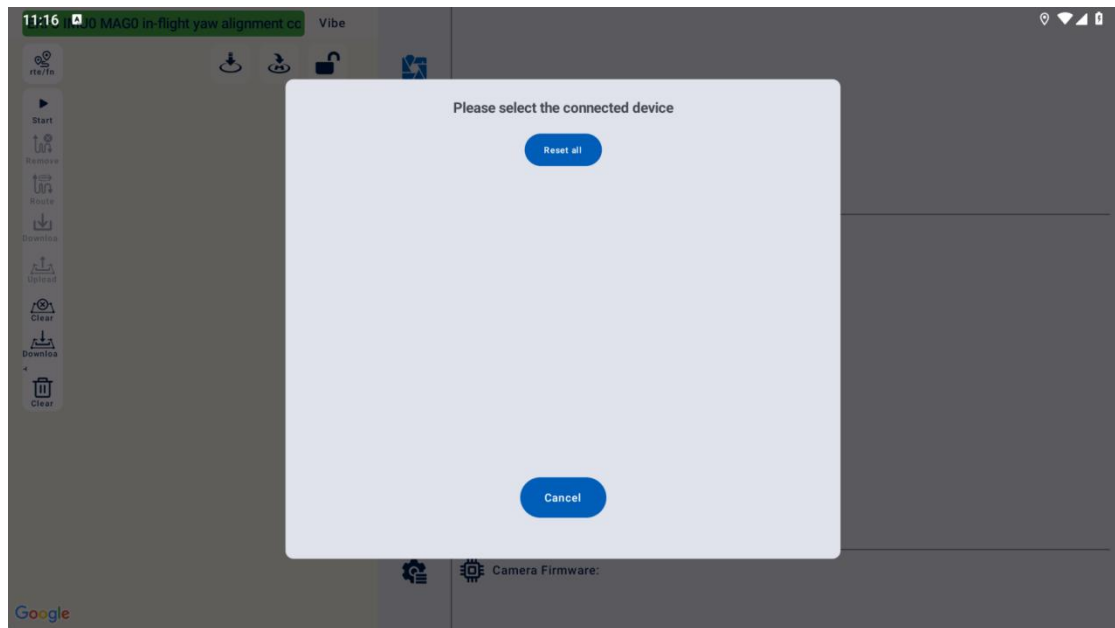 11:16
IMU0 MAG0 in-flight yaw alignment cc
Vibe
rte/fn
Start
Remove
Route
Downloa
Upload
Clear
Downloa
Clear
Please select the connected device
Reset all
Cancel
Camera Firmware:
Google